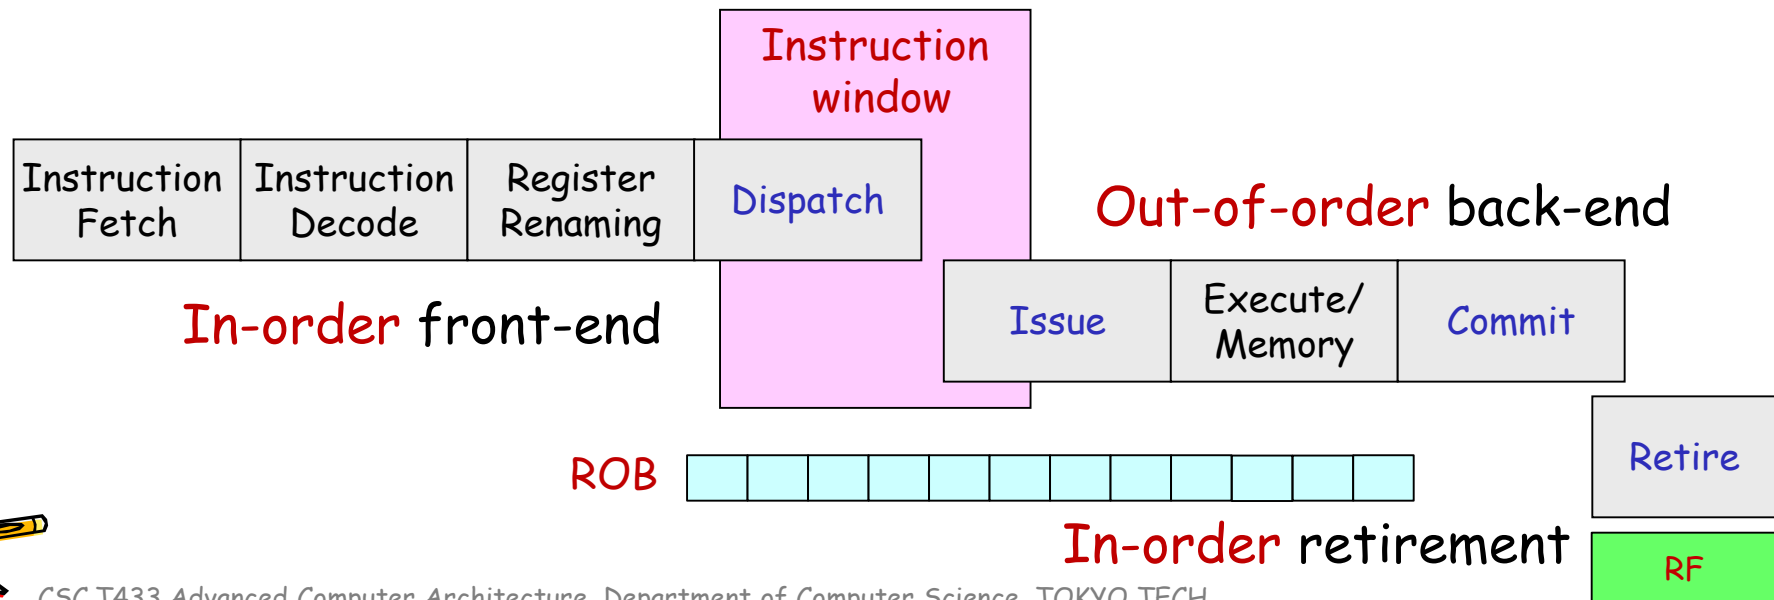 Instruction
window
Instruction
Fetch
Instruction
Decode
Register
Renaming
Dispatch
Out-of-order back-end
In-order front-end
Issue
Execute/
Memory
Commit
ROB
Retire
In-order retirement
RF
CSC.T433 Advanced Computer Architecture, Department of Computer Science, TOKYO TECH